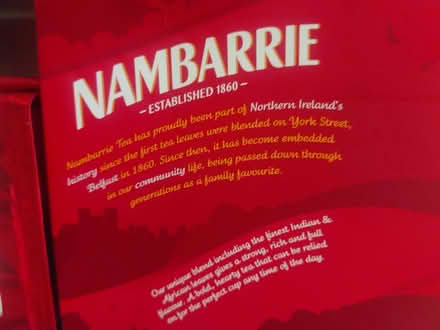 NAMBARRIE
– ESTABLISHED 1860 –
Nambarrie Tea has proudly been part of Northern Ireland's
history since the first tea leaves were blended on York Street,
Belfast in 1860. Since then, it has become embedded
in our community life, being passed down through
generations as a family favourite.
Our unique blend including the finest Indian &
African leaves gives a strong, rich and full
flavour. A bold, hearty tea that can be relied
on for the perfect cup any time of the day.